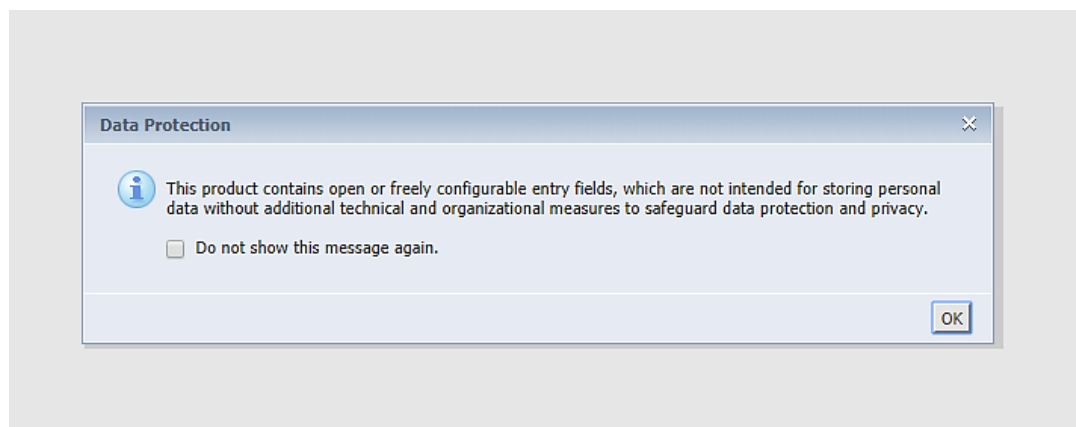 Data Protection
This product contains open or freely configurable entry fields, which are not intended for storing personal
data without additional technical and organizational measures to safeguard data protection and privacy.
Do not show this message again.
OK